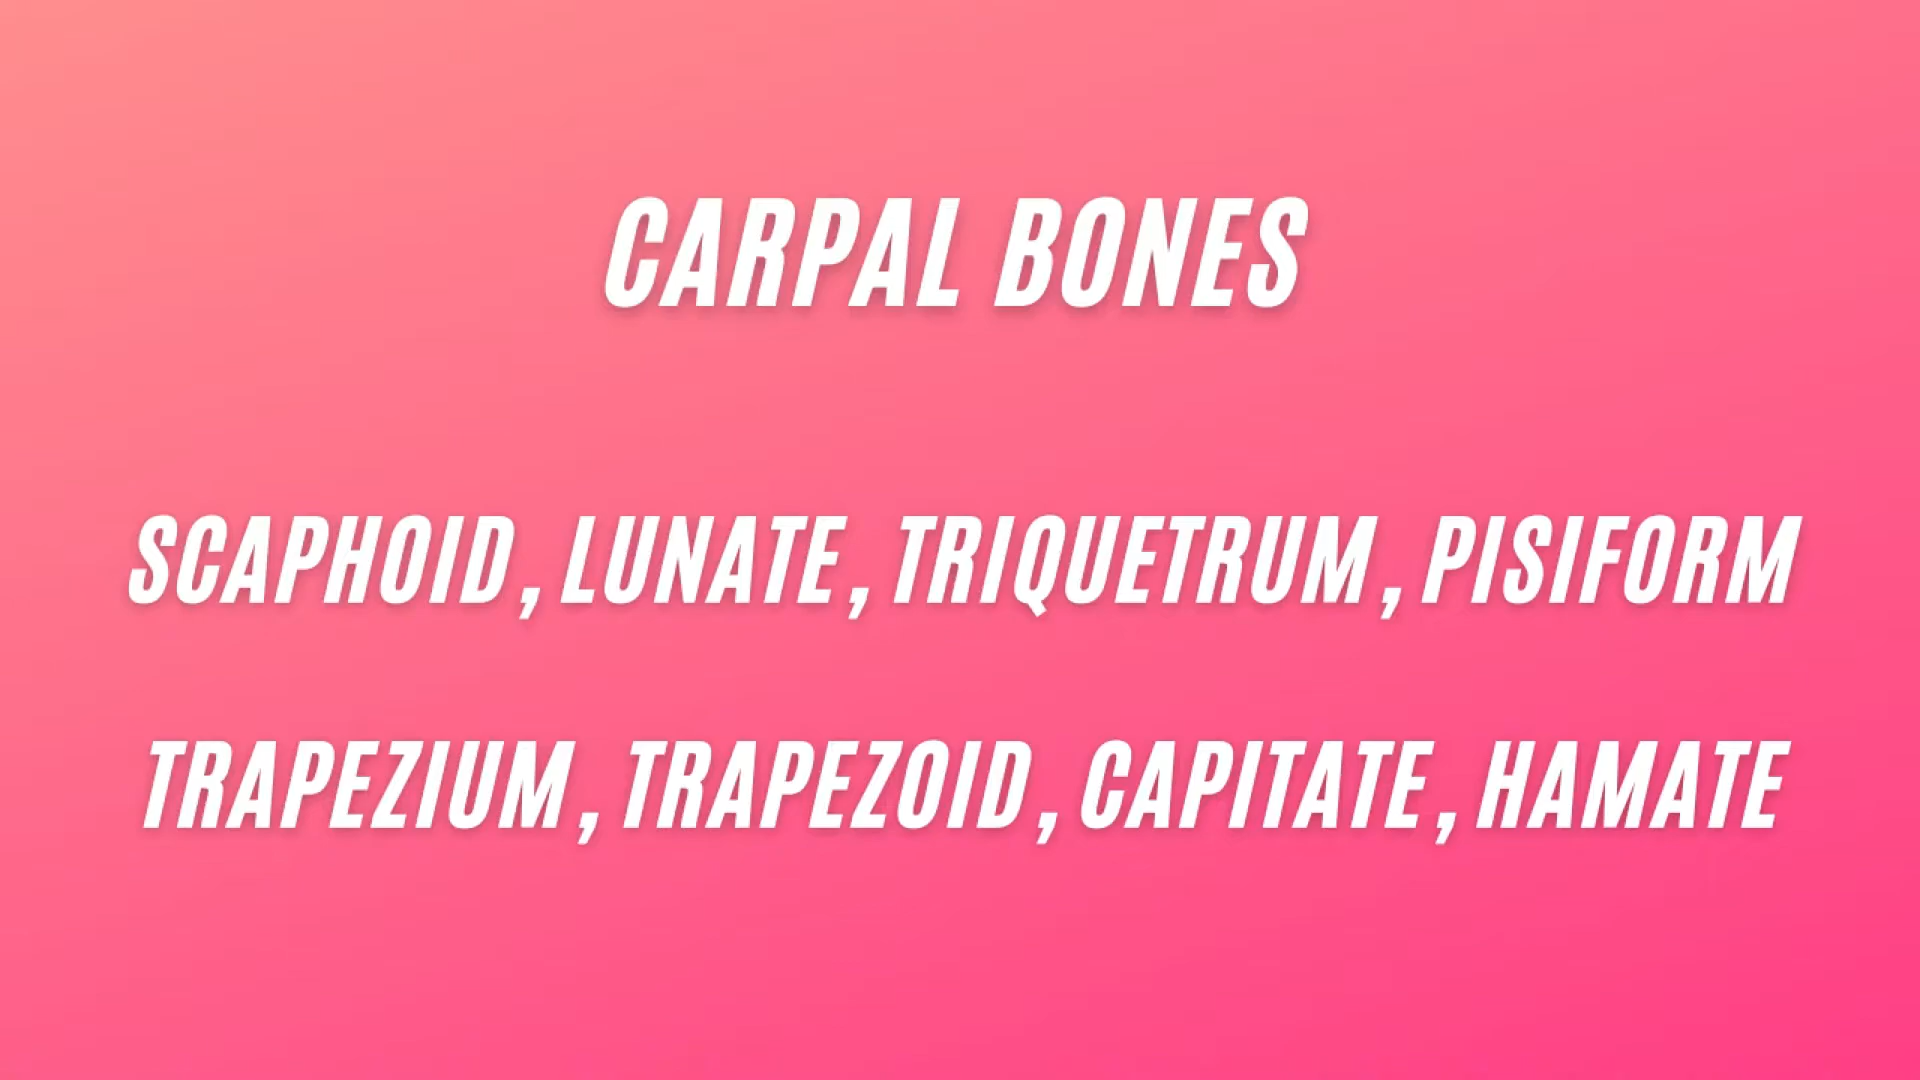 CARPAL BONES
SCAPHOID, LUNATE, TRIQUETRUM, PISIFORM
TRAPEZIUM, TRAPEZOID, CAPITATE, HAMATE